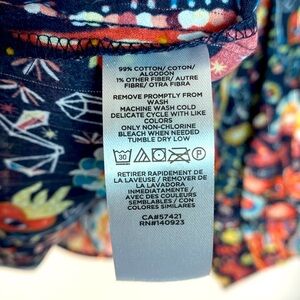 99% COTTON/ COTON/
ALGODON
1% OTHER FIBER/ AUTRE
FIBRE/ OTRA FIBRA
REMOVE PROMPTLY FROM
WASH
MACHINE WASH COLD
DELICATE CYCLE WITH LIKE
COLORS
ONLY NON-CHLORINE
BLEACH WHEN NEEDED
TUMBLE DRY LOW
30 P
RETIRER RAPIDEMENT DE
LA LAVEUSE / REMOVER DE
LA LAVADORA
IMMEDIATAMENTE /
AVEC DES COULEURS
SEMBLABLES / CON
COLORES SIMILARES
CA#57421
RN#140923